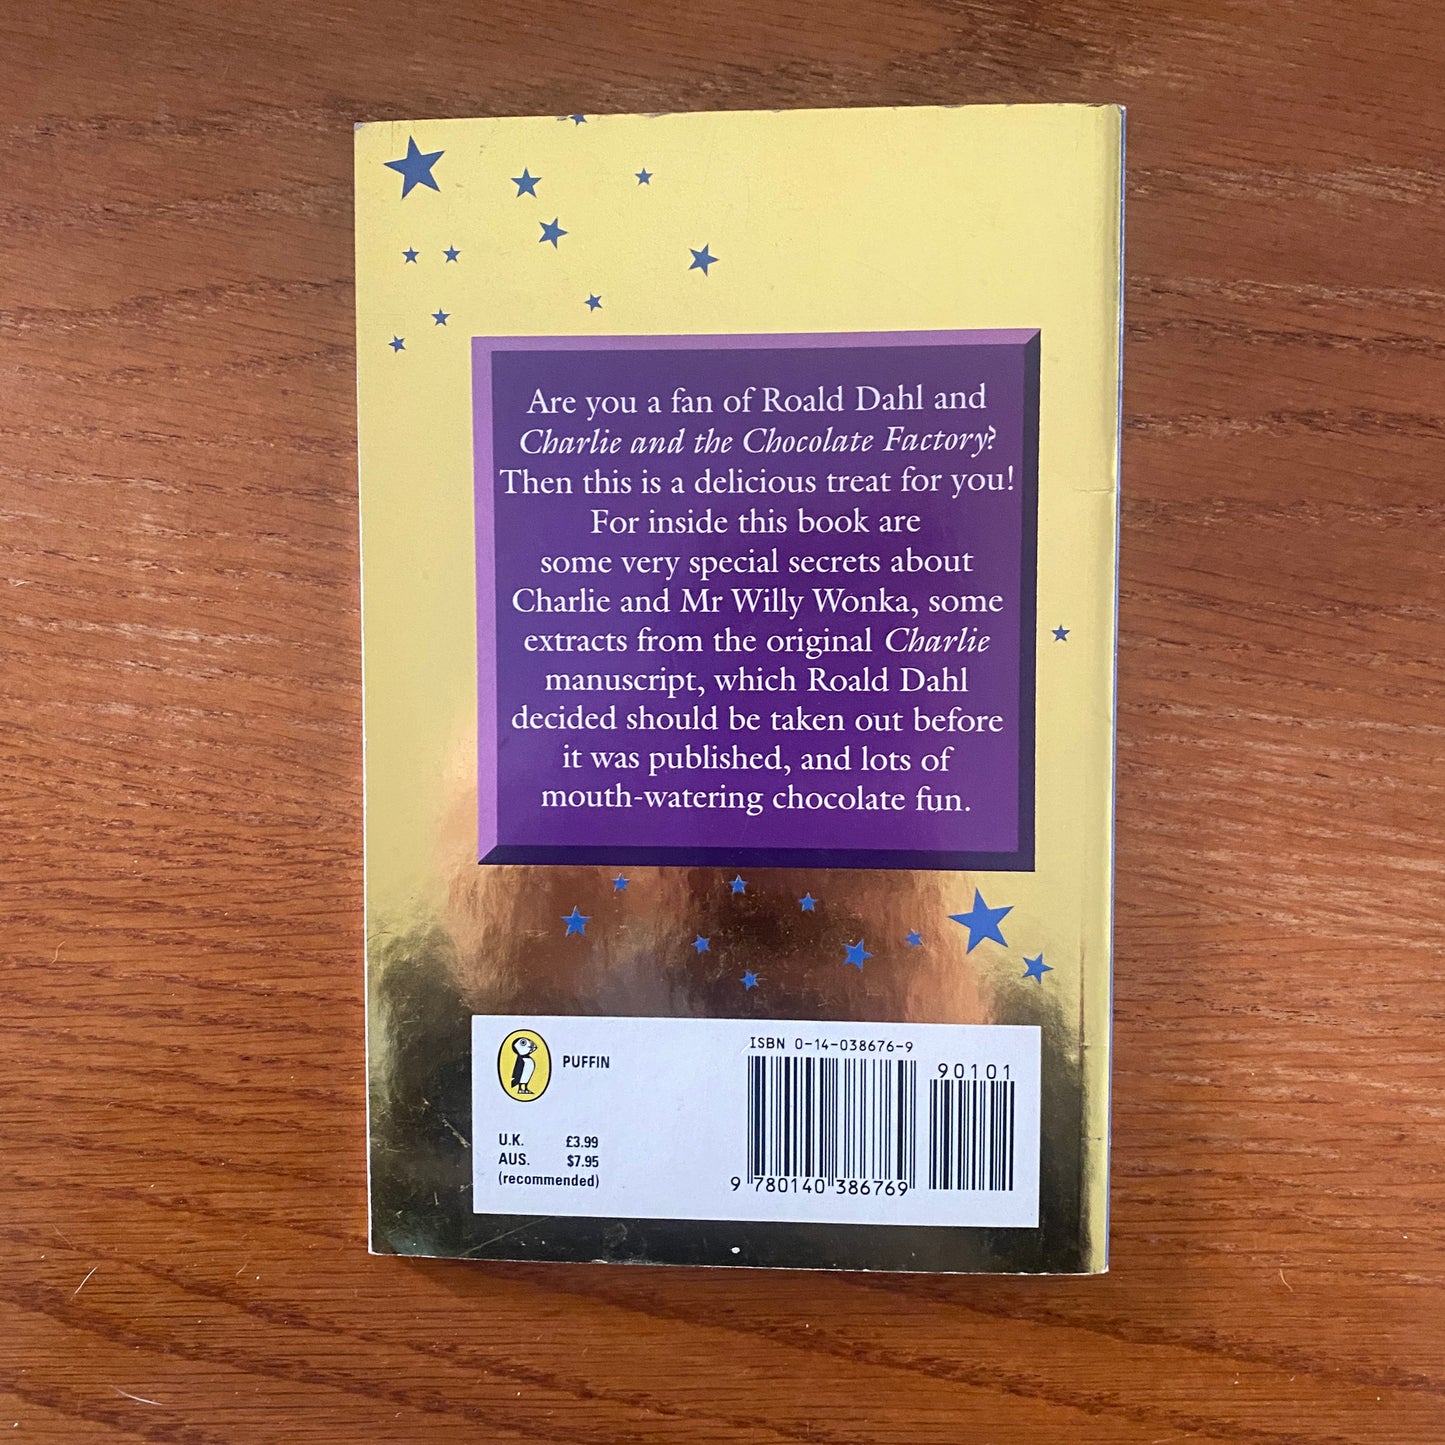 Are you a fan of Roald Dahl and
Charlie and the Chocolate Factory?
Then this is a delicious treat for you!
For inside this book are
some very special secrets about
Charlie and Mr Willy Wonka, some
extracts from the original Charlie
manuscript, which Roald Dahl
decided should be taken out before
it was published, and lots of
mouth-watering chocolate fun.
PUFFIN
U.K. £3.99
AUS. $7.95
(recommended)
ISBN 0-14-038676-9
90101
9 780140 386769